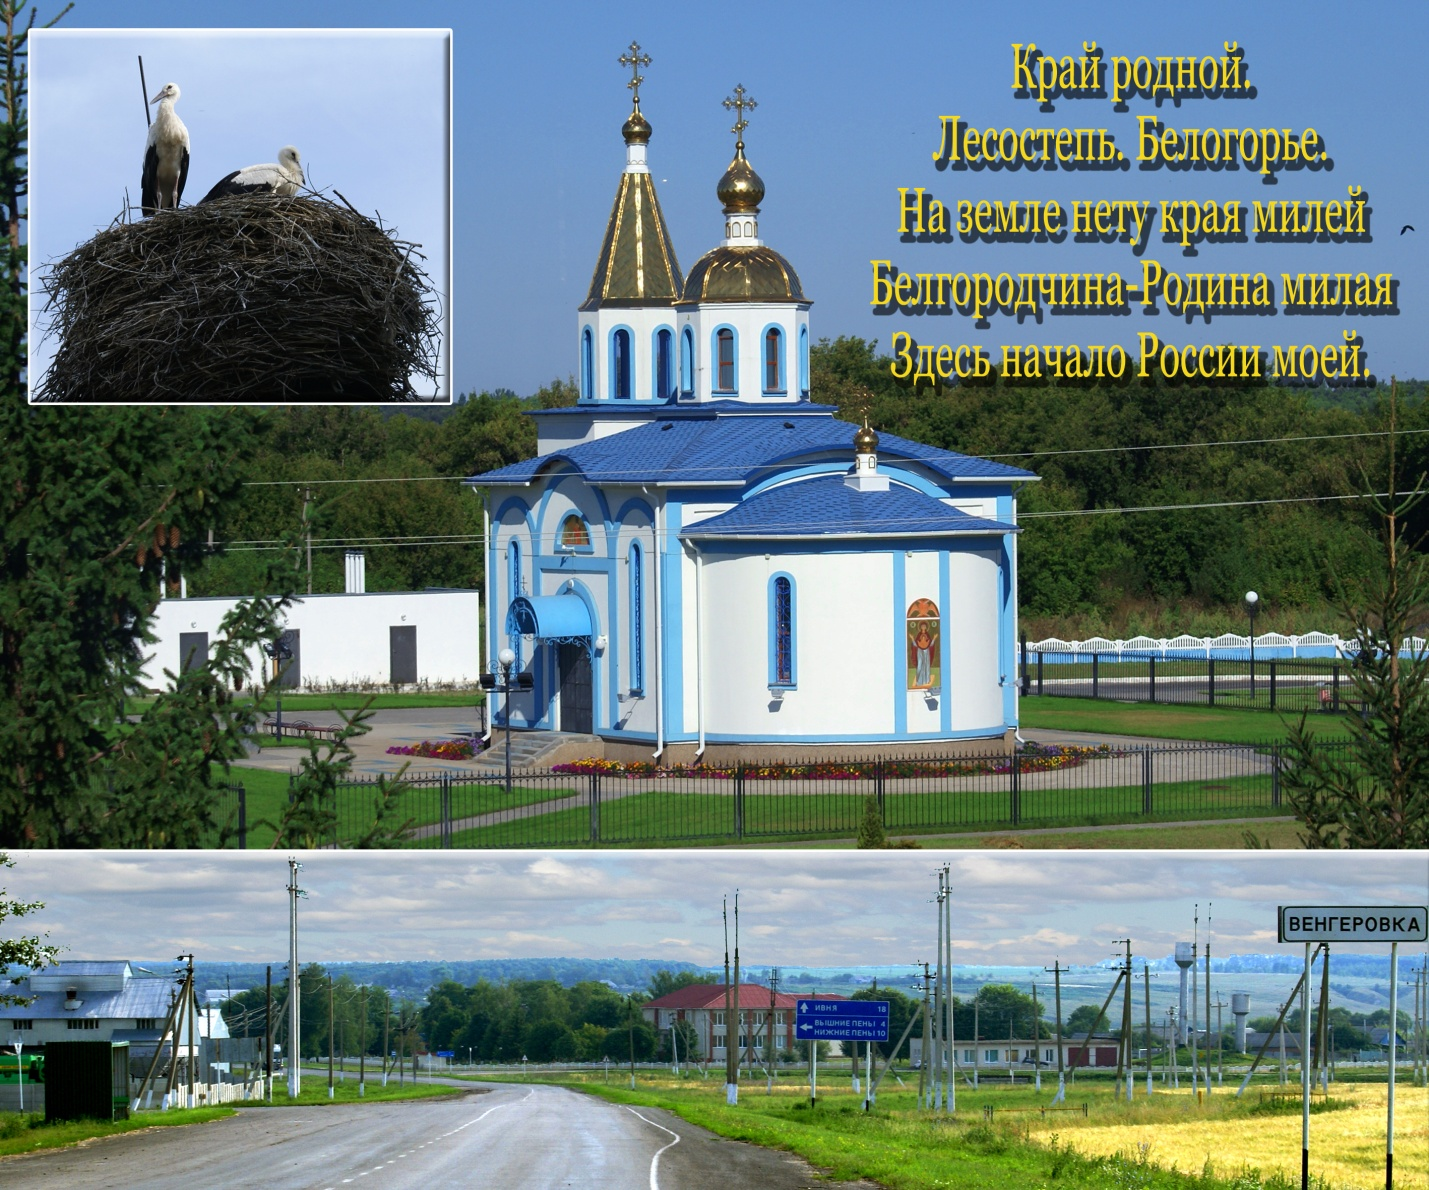 Край родной.
Лесостепь. Белогорье.
На земле нету края милей
Белгородчина-Родина милая
Здесь начало России моей.
ВЕНГЕРОВКА
ИВНЯ 18
ВЫШНИЕ ПЕНЫ 4
НИЖНИЕ ПЕНЫ 10